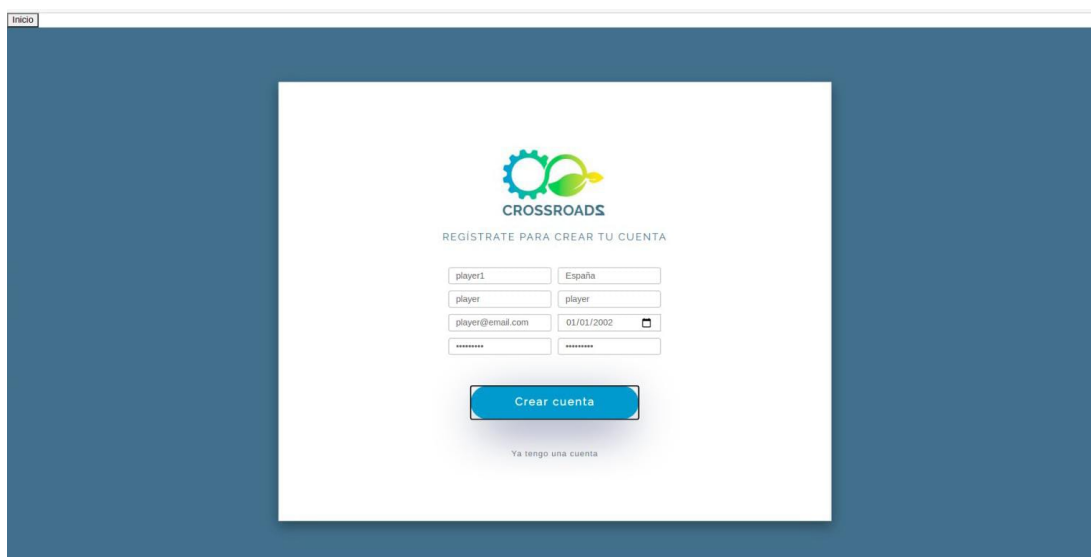 Inicio
CROSSROADS
REGÍSTRATE PARA CREAR TU CUENTA
player1 España
player player
player@email.com 01/01/2002
••••••••• •••••••••
Crear cuenta
Ya tengo una cuenta